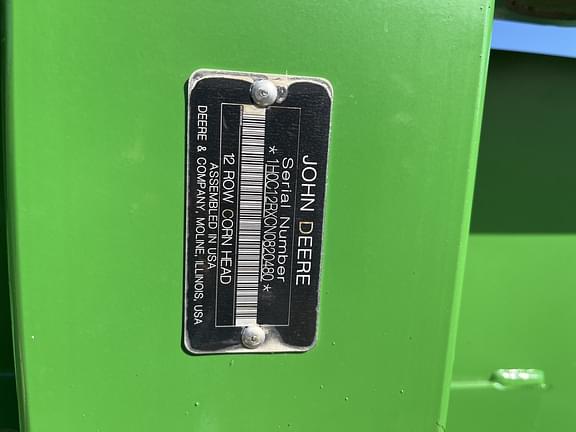 JOHN DEERE
Serial Number
*1H0C12RXCN0820480*
12 ROW CORN HEAD
ASSEMBLED IN USA
DEERE & COMPANY, MOLINE, ILLINOIS, USA